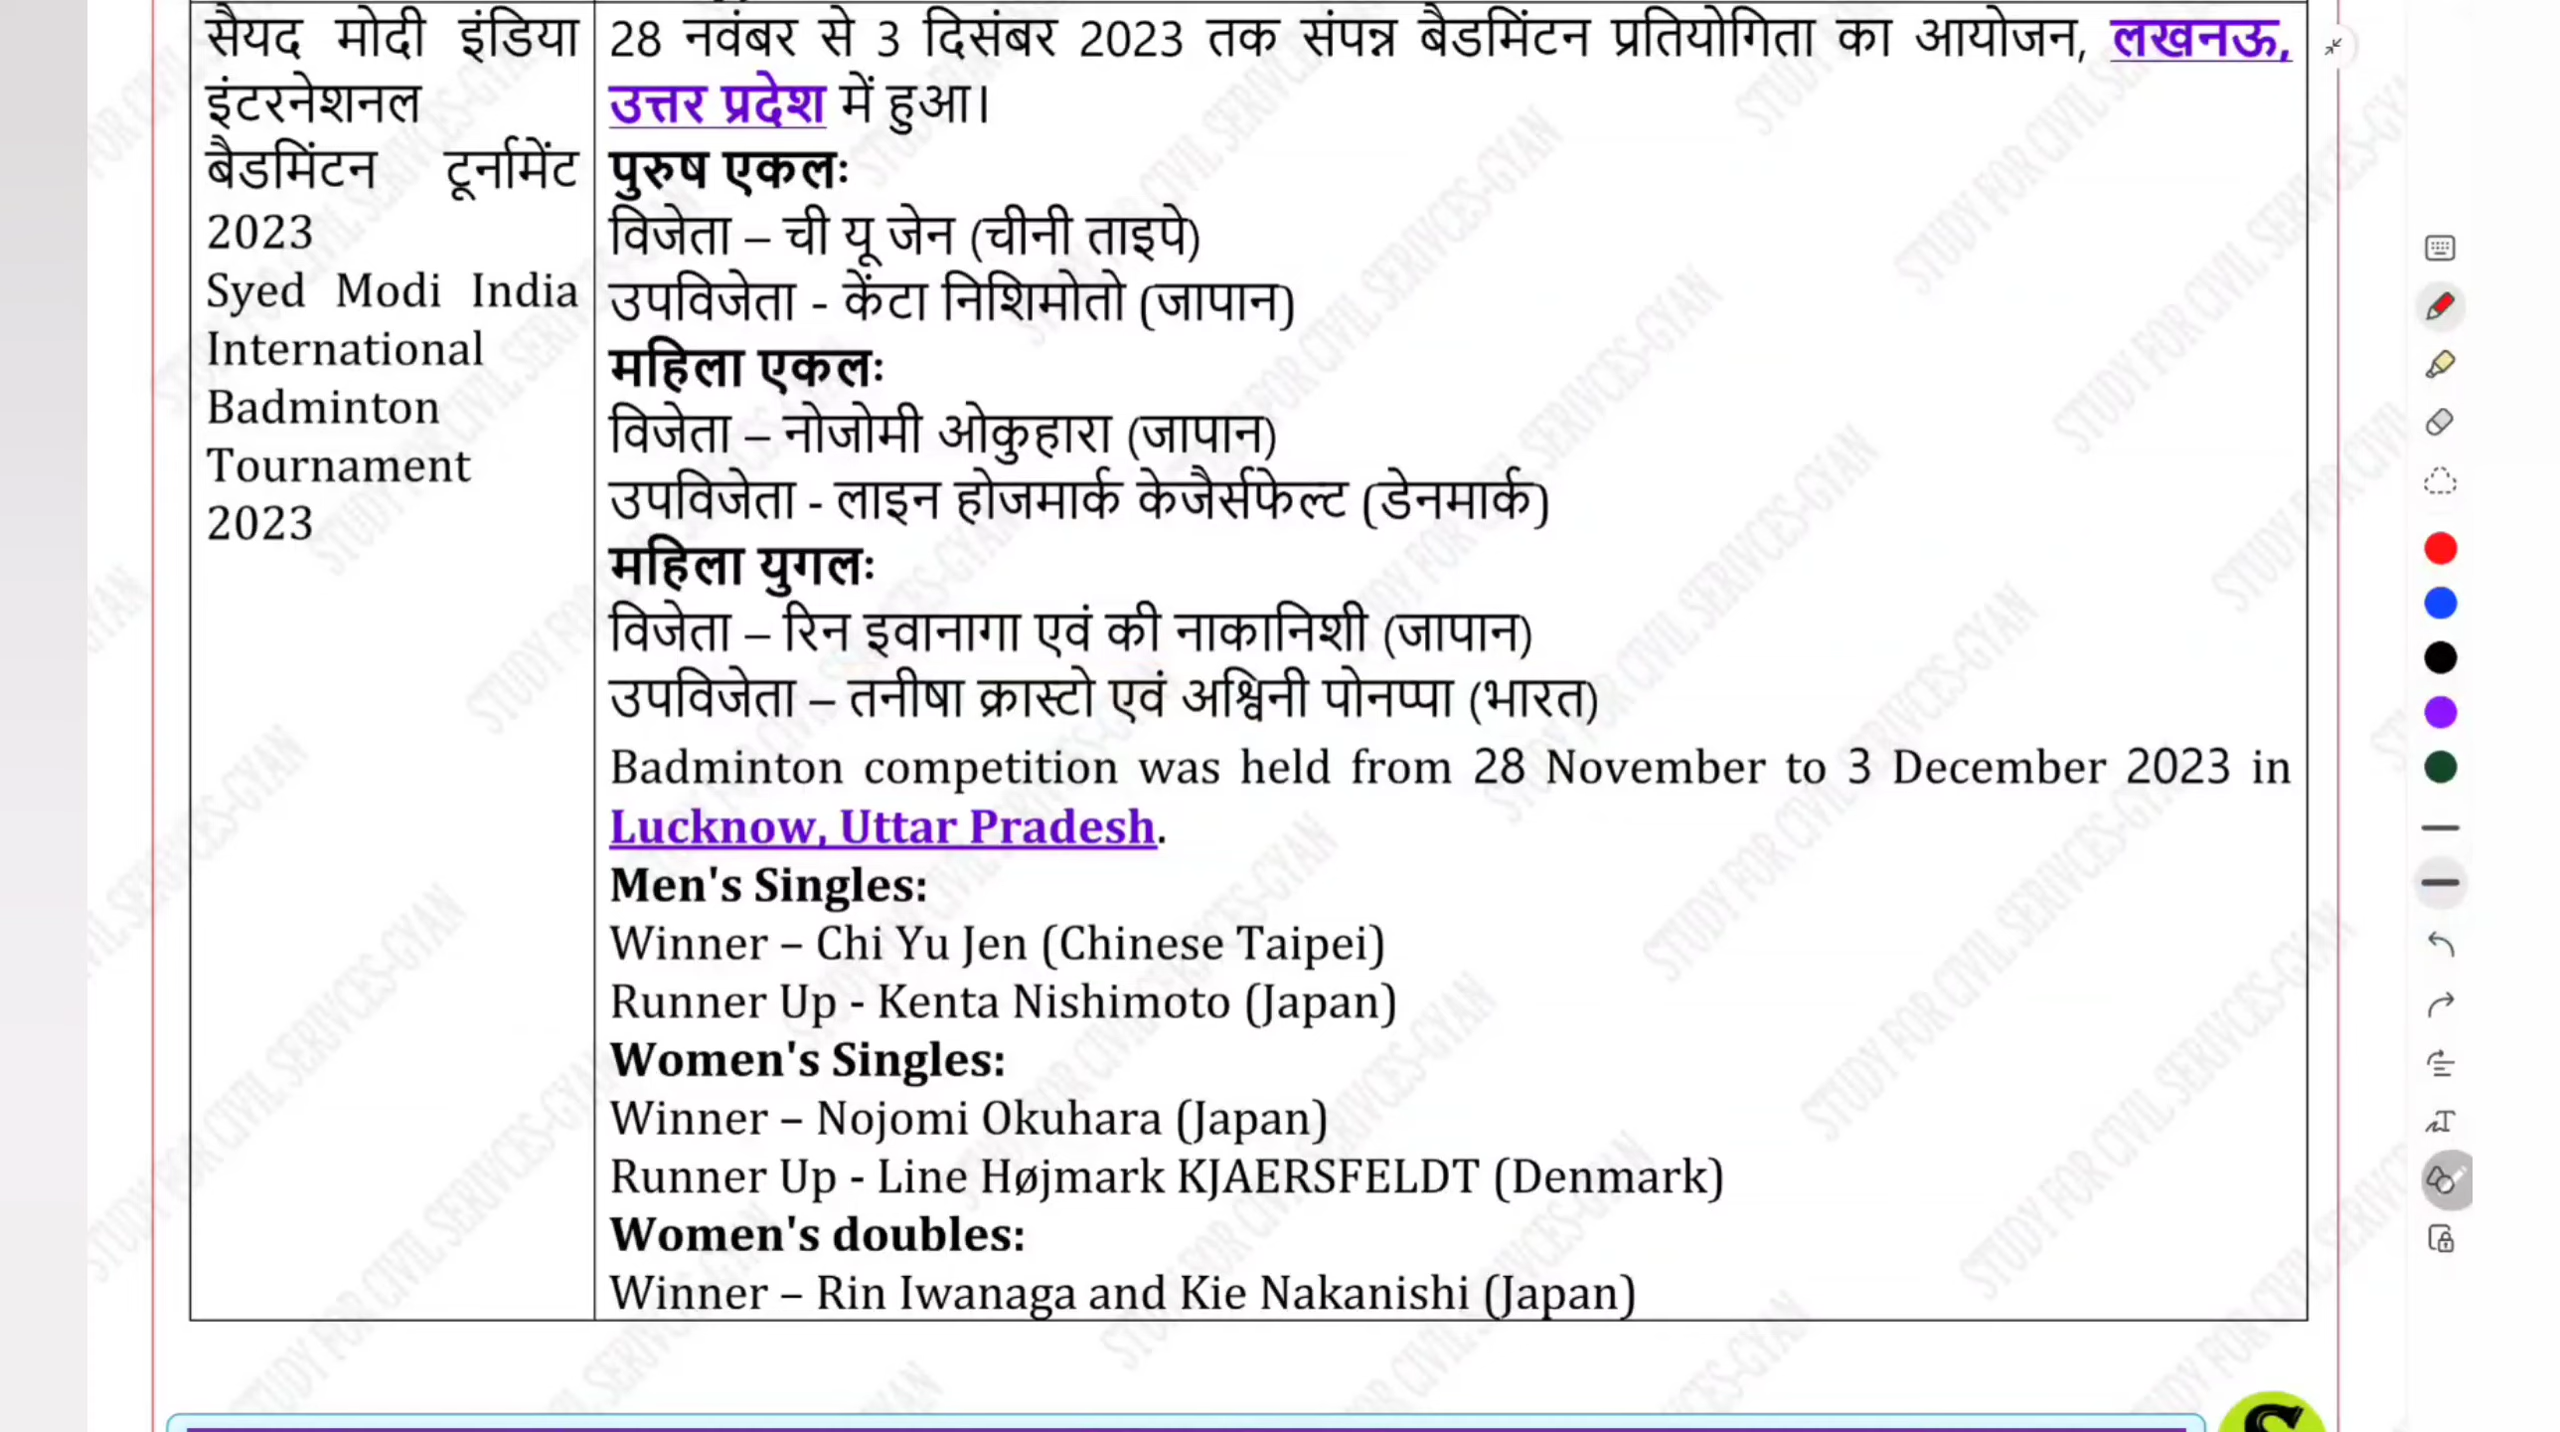 सैयद मोदी इंडिया
इंटरनेशनल
बैडमिंटन टूर्नामेंट
2023
Syed Modi India
International
Badminton
Tournament
2023
28 नवंबर से 3 दिसंबर 2023 तक संपन्न बैडमिंटन प्रतियोगिता का आयोजन, लखनऊ,
उत्तर प्रदेश में हुआ।
पुरुष एकलः
विजेता – ची यू जेन (चीनी ताइपे)
उपविजेता - केंटा निशिमोतो (जापान)
महिला एकलः
विजेता – नोजोमी ओकुहारा (जापान)
उपविजेता - लाइन होजमार्क केजैर्सफेल्ट (डेनमार्क)
महिला युगलः
विजेता – रिन इवानागा एवं की नाकानिशी (जापान)
उपविजेता – तनीषा क्रास्टो एवं अश्विनी पोनप्पा (भारत)
Badminton competition was held from 28 November to 3 December 2023 in
Lucknow, Uttar Pradesh.
Men's Singles:
Winner – Chi Yu Jen (Chinese Taipei)
Runner Up - Kenta Nishimoto (Japan)
Women's Singles:
Winner – Nojomi Okuhara (Japan)
Runner Up - Line Højmark KJAERSFELDT (Denmark)
Women's doubles:
Winner – Rin Iwanaga and Kie Nakanishi (Japan)
STUDY FOR CIVIL SERIVCES-GYAN